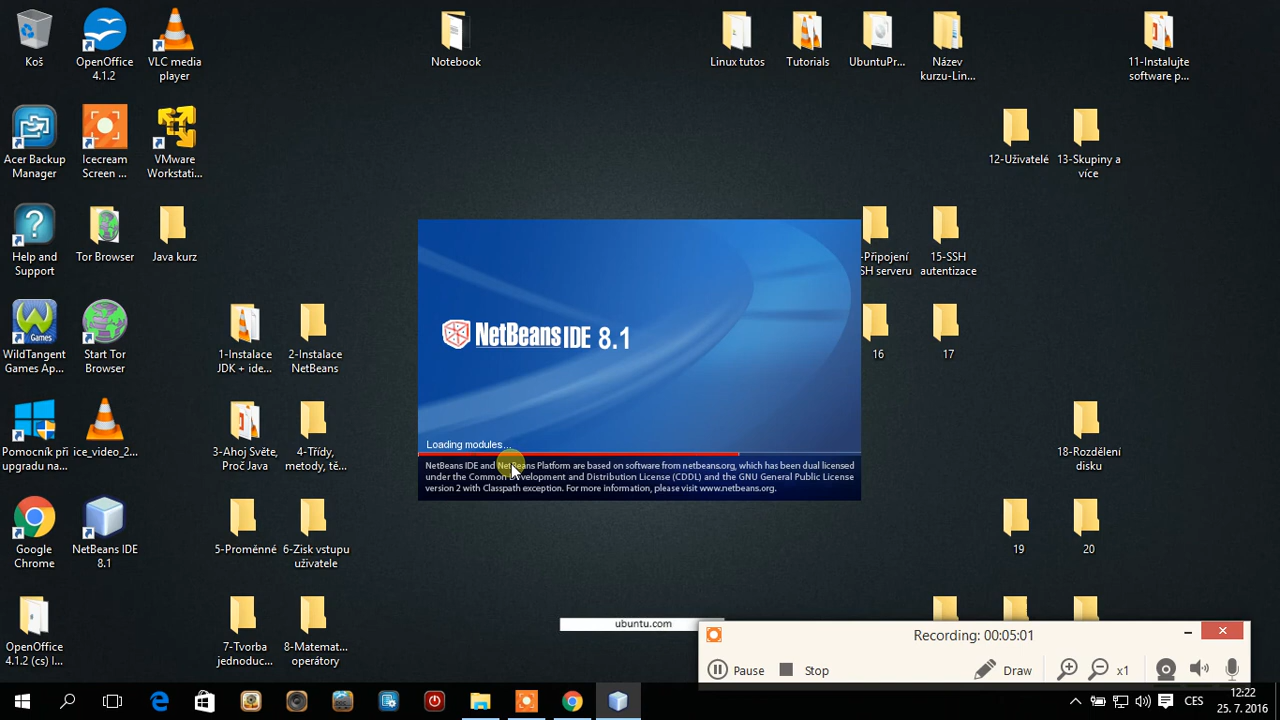 Koš
OpenOffice
4.1.2
VLC media
player
Notebook
Linux tutos
Tutorials
UbuntuPr...
Název
kurzu-Lin...
11-Instalujte
software p...
Acer Backup
Manager
Icecream
Screen ...
VMware
Workstati...
12-Uživatelé
13-Skupiny a
více
Help and
Support
Tor Browser
Java kurz
-Připojení
SH serveru
15-SSH
autentizace
WildTangent
Games Ap...
Games
Start Tor
Browser
1-Instalace
JDK + ide...
2-Instalace
NetBeans
16
17
NetBeans IDE 8.1
Loading modules...
NetBeans IDE and NetBeans Platform are based on software from netbeans.org, which has been dual licensed
under the Common Development and Distribution License (CDDL) and the GNU General Public License
version 2 with Classpath exception. For more information, please visit www.netbeans.org.
Pomocník při
upgradu na...
ice_video_2...
3-Ahoj Světe,
Proč Java
4-Třídy,
metody, tě...
18-Rozdělení
disku
Google
Chrome
NetBeans IDE
8.1
5-Proměnné
6-Zisk vstupu
uživatele
19
20
OpenOffice
4.1.2 (cs) I...
7-Tvorba
jednoduc...
8-Matemat...
operátory
ubuntu.com
Recording: 00:05:01
Pause
Stop
Draw
x1
CES
12:22
25. 7. 2016